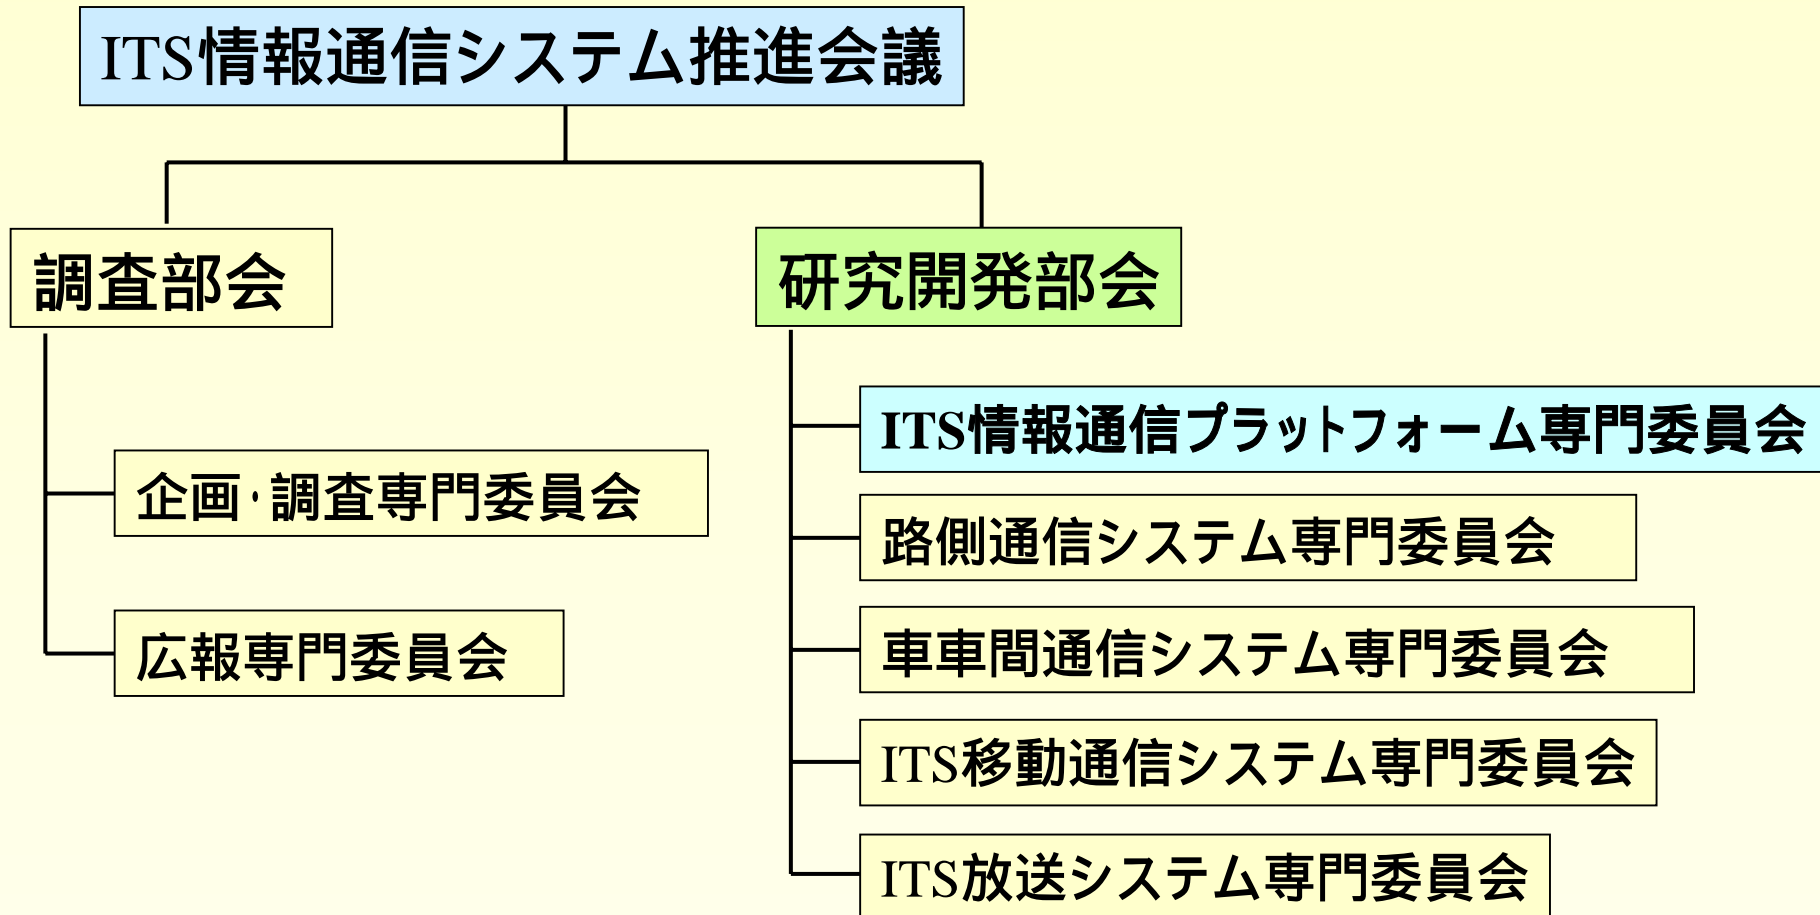 ITS情報通信システム推進会議
調査部会
研究開発部会
ITS情報通信プラットフォーム専門委員会
企画・調査専門委員会
路側通信システム専門委員会
広報専門委員会
車車間通信システム専門委員会
ITS移動通信システム専門委員会
ITS放送システム専門委員会